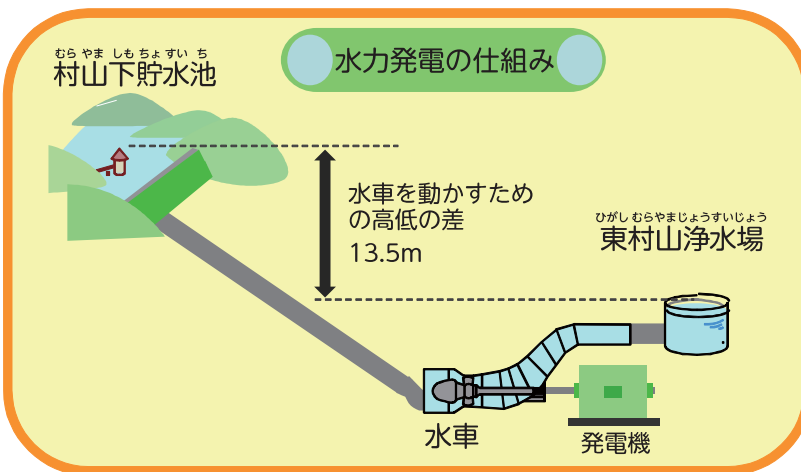 水力発電の仕組み
むら やま しも ちょ すい ち
村山下貯水池
水車を動かすため
の高低の差
13.5m
ひがし むらやまじょうすいじょう
東村山浄水場
水車
発電機